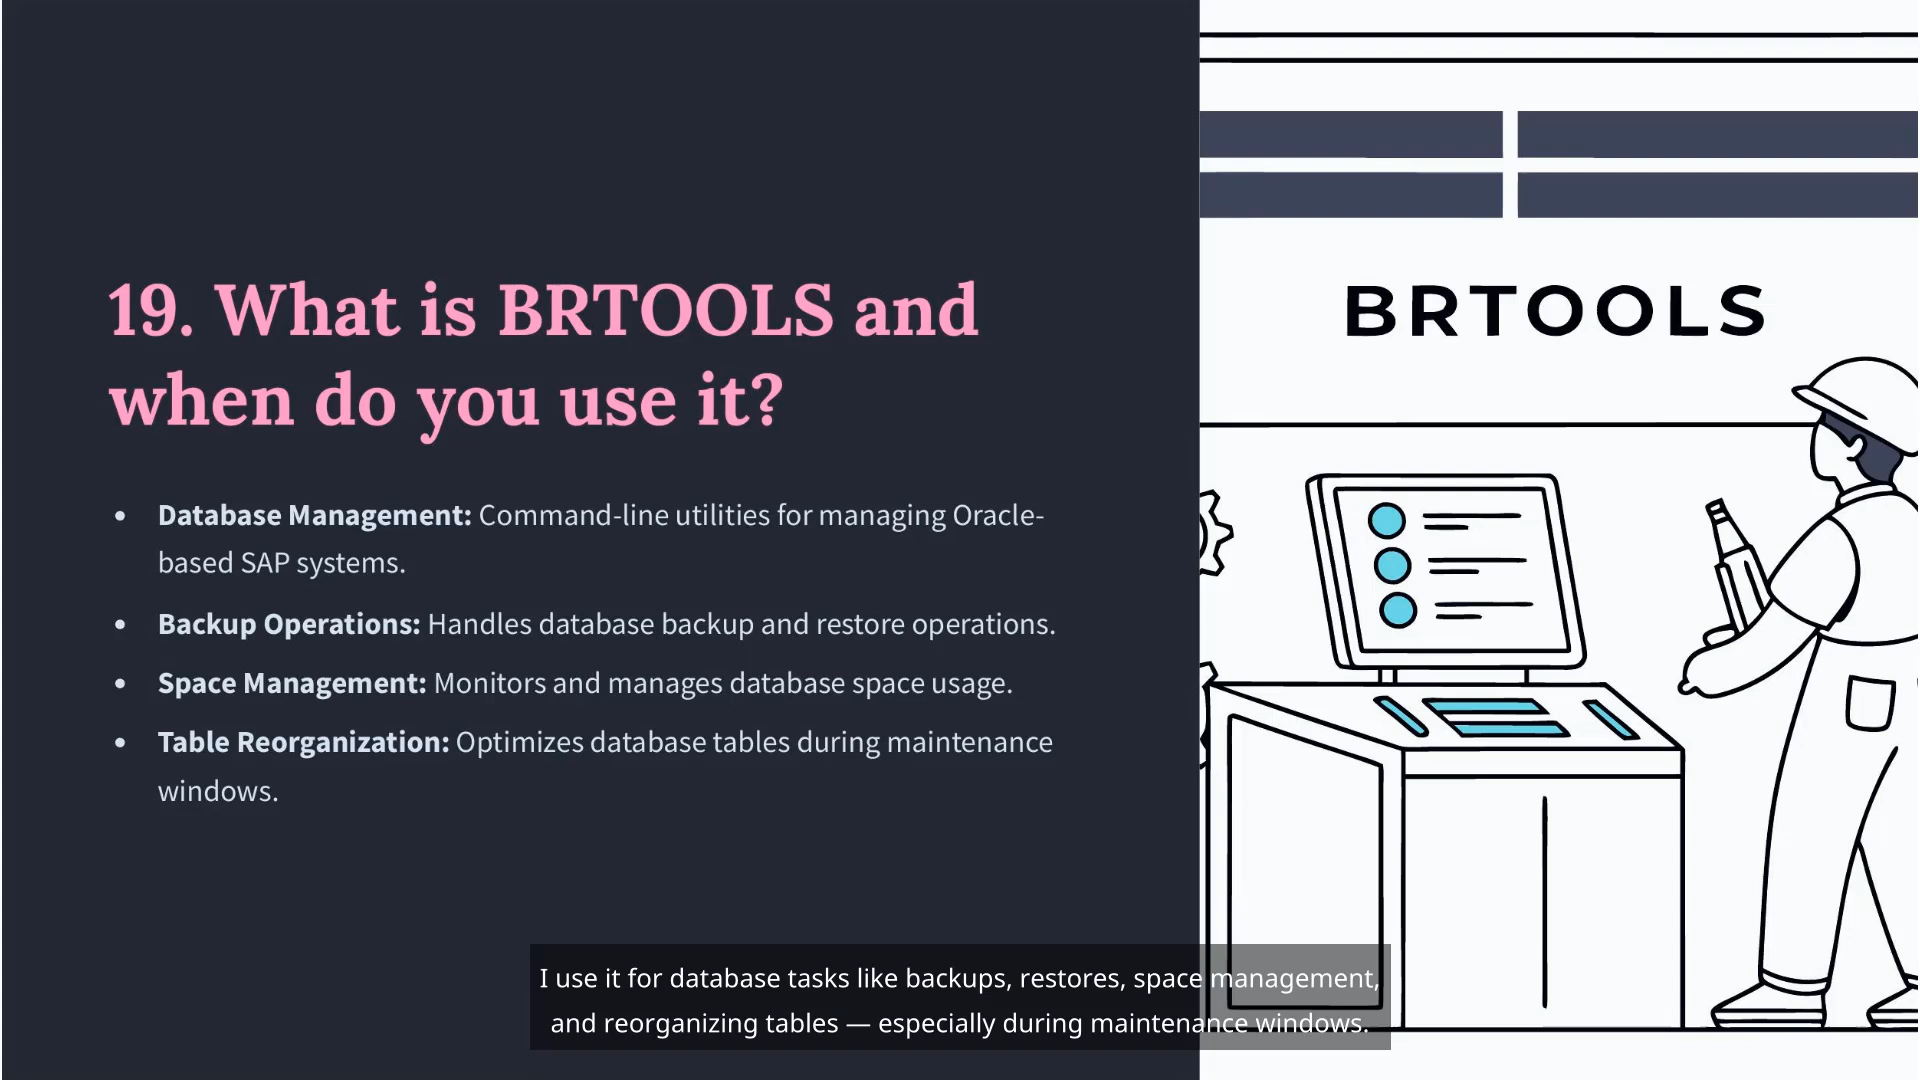 19. What is BRTOOLS and
when do you use it?
• Database Management: Command-line utilities for managing Oracle-
based SAP systems.
• Backup Operations: Handles database backup and restore operations.
• Space Management: Monitors and manages database space usage.
• Table Reorganization: Optimizes database tables during maintenance
windows.
BRTOOLS
I use it for database tasks like backups, restores, space management,
and reorganizing tables — especially during maintenance windows.